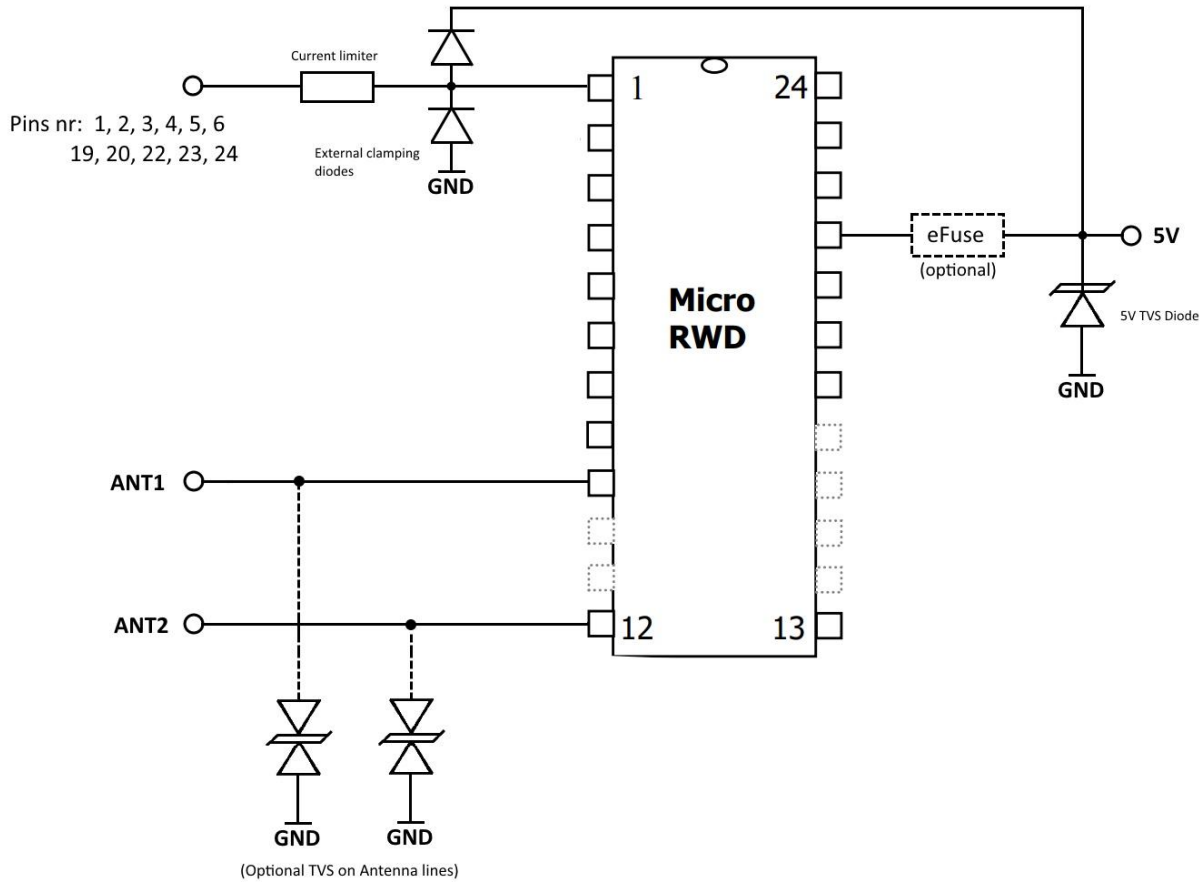 Current limiter
Pins nr: 1, 2, 3, 4, 5, 6
19, 20, 22, 23, 24
External clamping
diodes
GND
1
24
eFuse
(optional)
5V
5V TVS Diode
GND
Micro
RWD
ANT1
ANT2
12
13
GND
GND
(Optional TVS on Antenna lines)